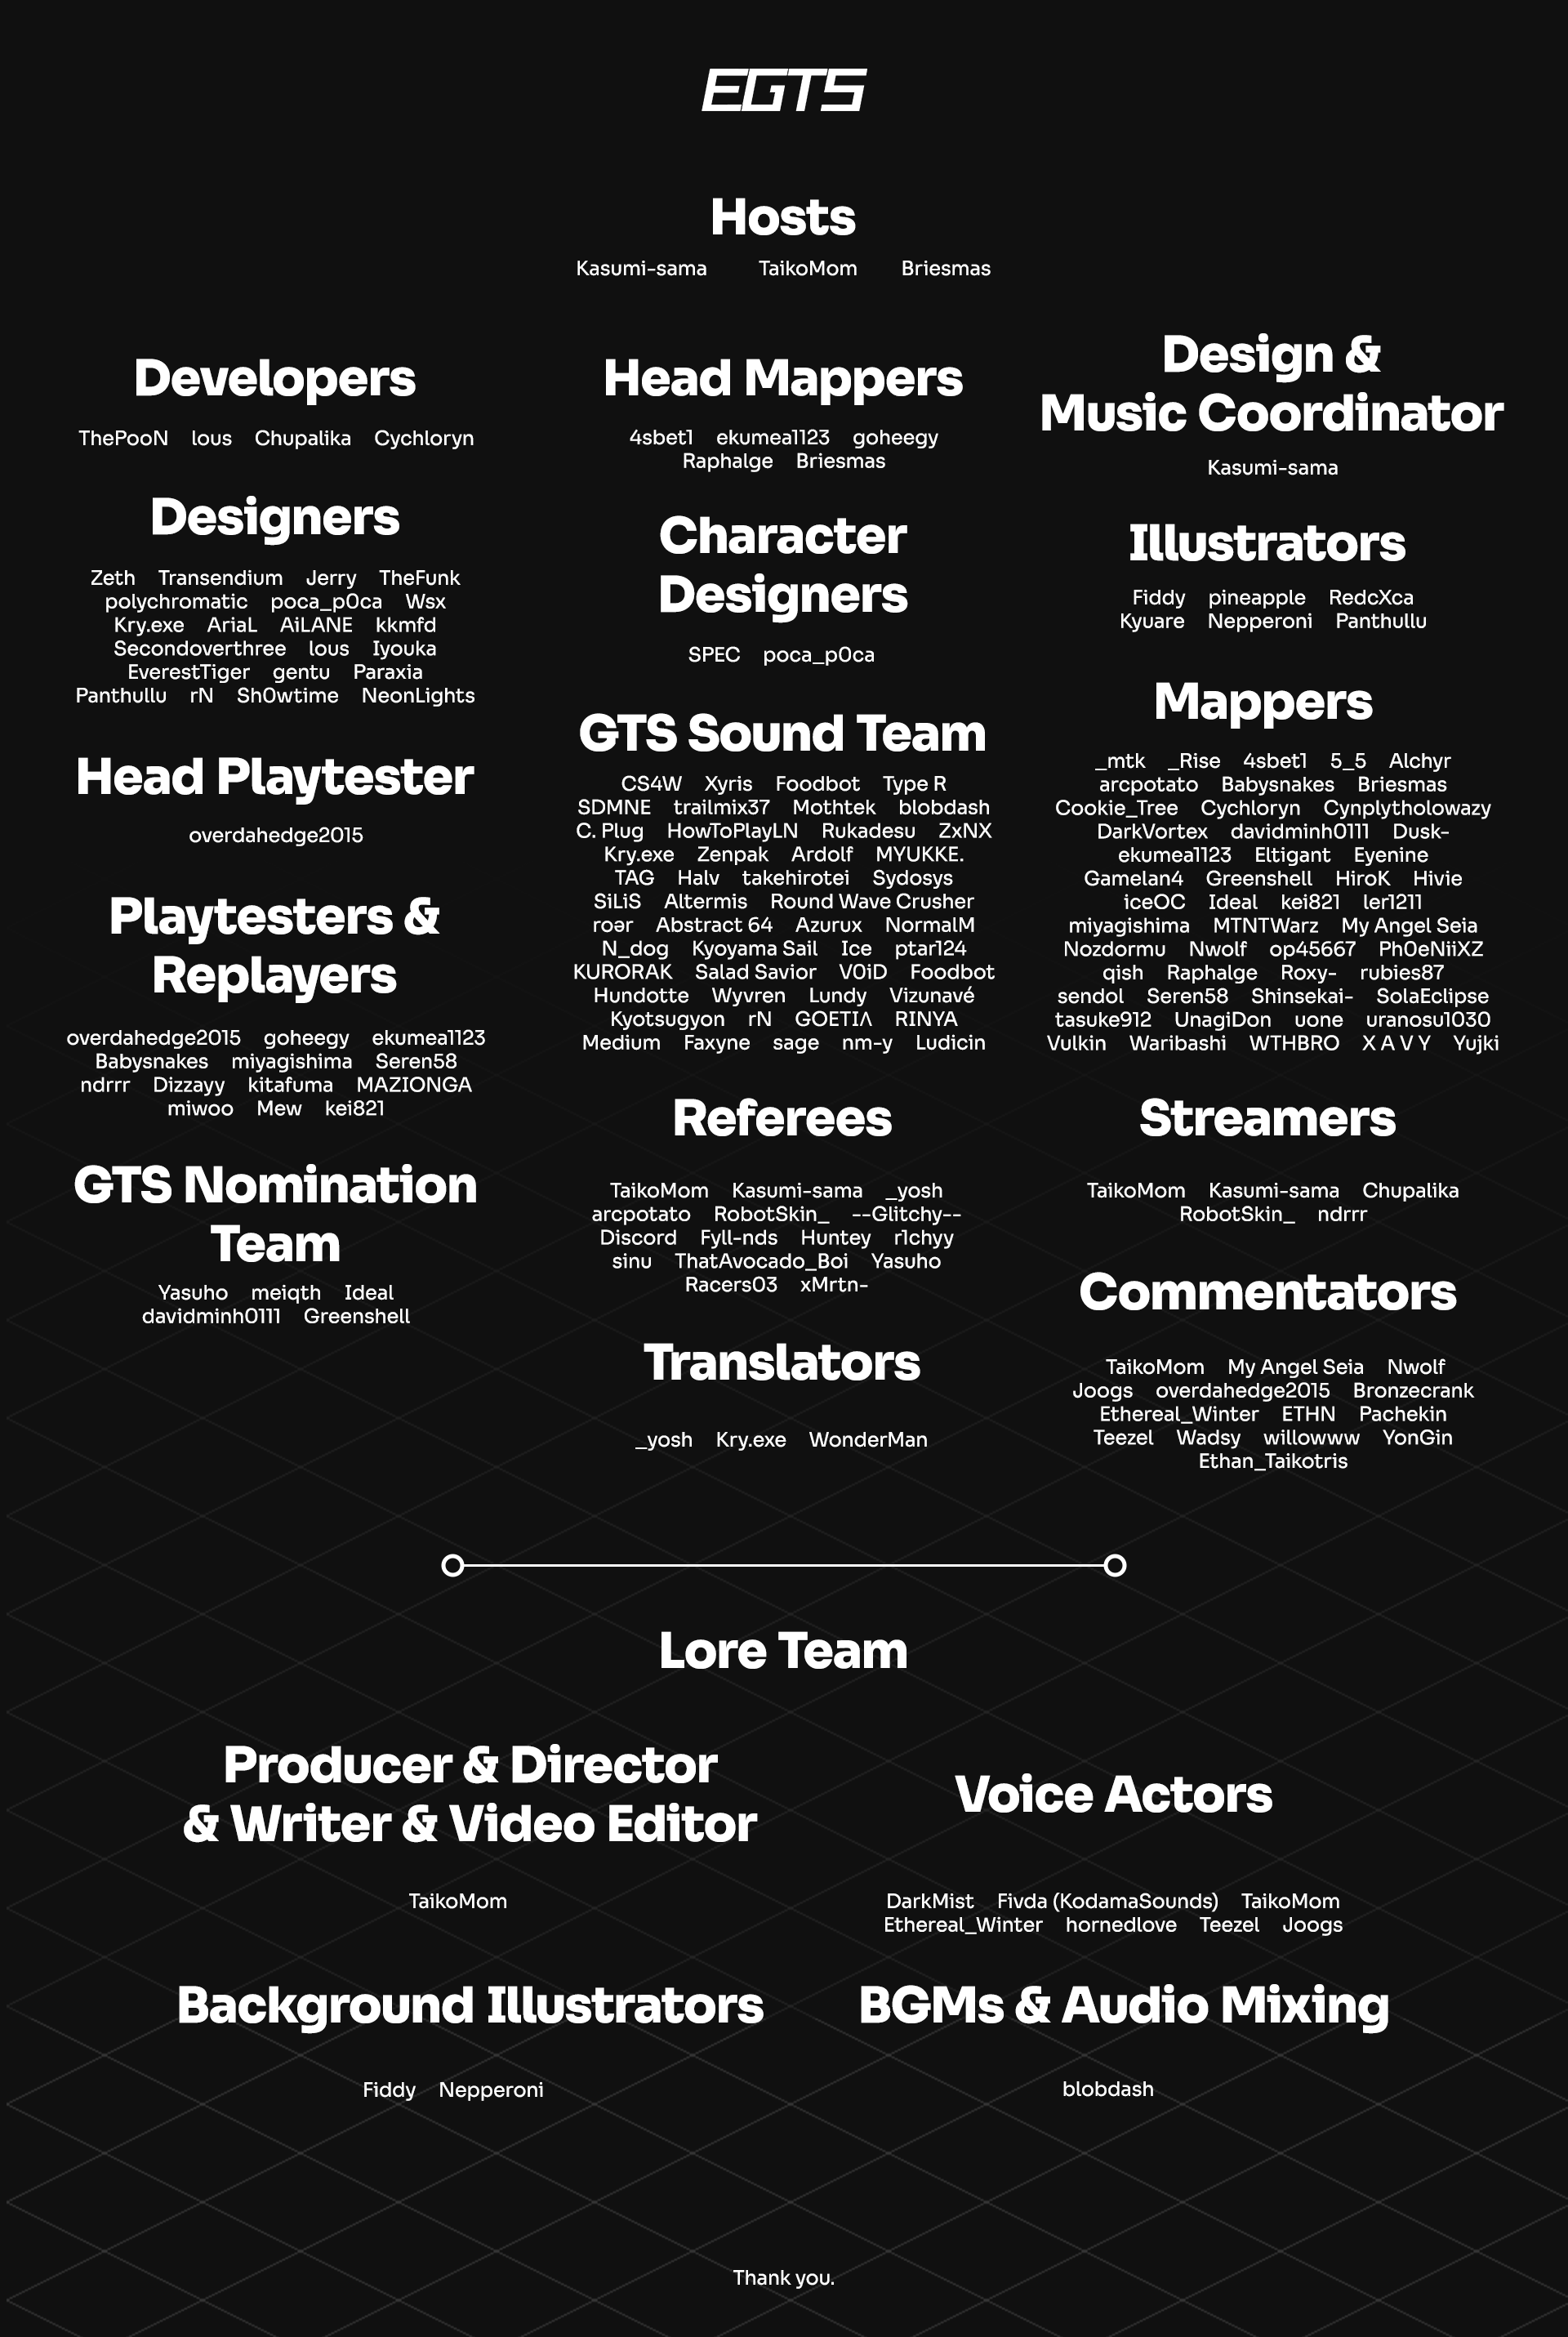 EGTS
Hosts
Kasumi-sama TaikoMom Briesmas
Developers
ThePooN lous Chupalika Cychloryn
Designers
Zeth Transendium Jerry TheFunk
polychromatic poca_p0ca Wsx
Kry.exe AriaL AiLANE kkmfd
Secondoverthree lous Iyouka
EverestTiger gentu Paraxia
Panthullu rN Sh0wtime NeonLights
Head Playtester
overdahedge2015
Playtesters &
Replayers
overdahedge2015 goheegy ekumea1123
Babysnakes miyagishima Seren58
ndrrr Dizzayy kitafuma MAZIONGA
miwoo Mew kei821
GTS Nomination
Team
Yasuho meiqth Ideal
davidminh0111 Greenshell
Head Mappers
4sbet1 ekumea1123 goheegy
Raphalge Briesmas
Character
Designers
SPEC poca_p0ca
GTS Sound Team
CS4W Xyris Foodbot Type R
SDMNE trailmix37 Mothtek blobdash
C. Plug HowToPlayLN Rukadesu ZxNX
Kry.exe Zenpak Ardolf MYUKKE.
TAG Halv takehirotei Sydosys
SiLiS Altermis Round Wave Crusher
roər Abstract 64 Azurux NormalM
N_dog Kyoyama Sail Ice ptar124
KURORAK Salad Savior V0iD Foodbot
Hundotte Wyvren Lundy Vizunavé
Kyotsugyon rN GOETIΛ RINYA
Medium Faxyne sage nm-y Ludicin
Referees
TaikoMom Kasumi-sama _yosh
arcpotato RobotSkin_ --Glitchy--
Discord Fyll-nds Huntey r1chyy
sinu ThatAvocado_Boi Yasuho
Racers03 xMrtn-
Translators
_yosh Kry.exe WonderMan
Design &
Music Coordinator
Kasumi-sama
Illustrators
Fiddy pineapple RedcXca
Kyuare Nepperoni Panthullu
Mappers
_mtk _Rise 4sbet1 5_5 Alchyr
arcpotato Babysnakes Briesmas
Cookie_Tree Cychloryn Cynplytholowazy
DarkVortex davidminh0111 Dusk-
ekumea1123 Eltigant Eyenine
Gamelan4 Greenshell HiroK Hivie
iceOC Ideal kei821 ler1211
miyagishima MTNTWarz My Angel Seia
Nozdormu Nwolf op45667 Ph0eNiiXZ
qish Raphalge Roxy- rubies87
sendol Seren58 Shinsekai- SolaEclipse
tasuke912 UnagiDon uone uranosu1030
Vulkin Waribashi WTHBRO X A V Y Yujki
Streamers
TaikoMom Kasumi-sama Chupalika
RobotSkin_ ndrrr
Commentators
TaikoMom My Angel Seia Nwolf
Joogs overdahedge2015 Bronzecrank
Ethereal_Winter ETHN Pachekin
Teezel Wadsy willowww YonGin
Ethan_Taikotris
Lore Team
Producer & Director
& Writer & Video Editor
TaikoMom
Voice Actors
DarkMist Fivda (KodamaSounds) TaikoMom
Ethereal_Winter hornedlove Teezel Joogs
Background Illustrators
Fiddy Nepperoni
BGMs & Audio Mixing
blobdash
Thank you.